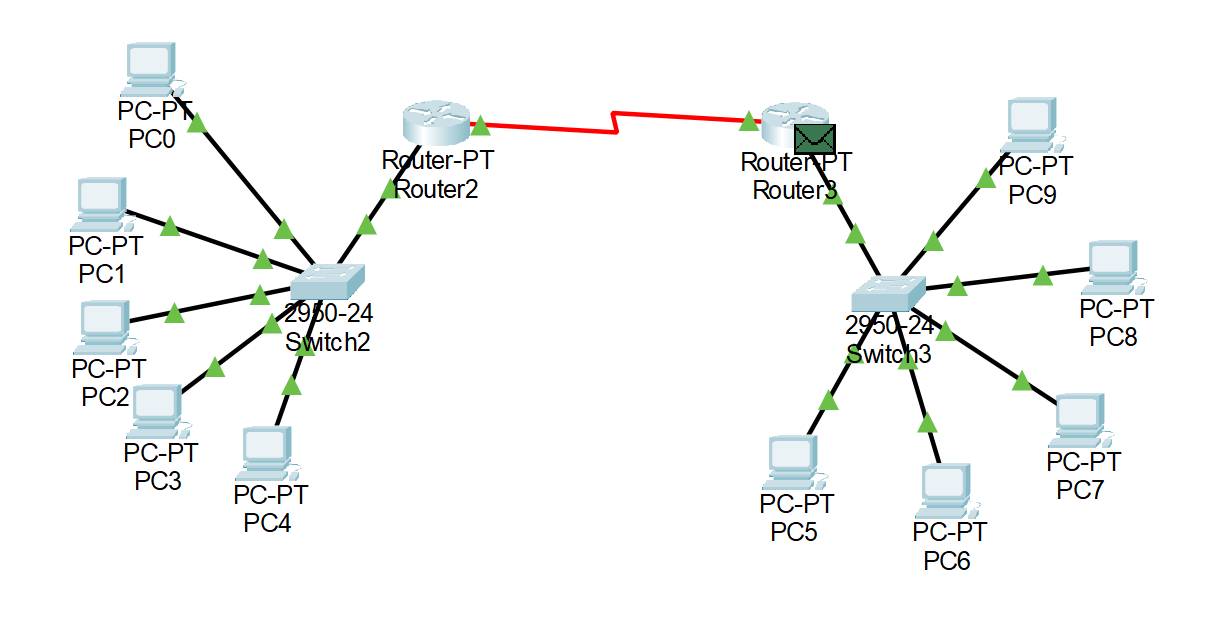 PC-PT
PC0
PC-PT
PC1
PC-PT
PC2
PC-PT
PC3
PC-PT
PC4
Router-PT
Router2
2950-24
Switch2
Router-PT
Router3
2950-24
Switch3
PC-PT
PC9
PC-PT
PC8
PC-PT
PC7
PC-PT
PC6
PC-PT
PC5